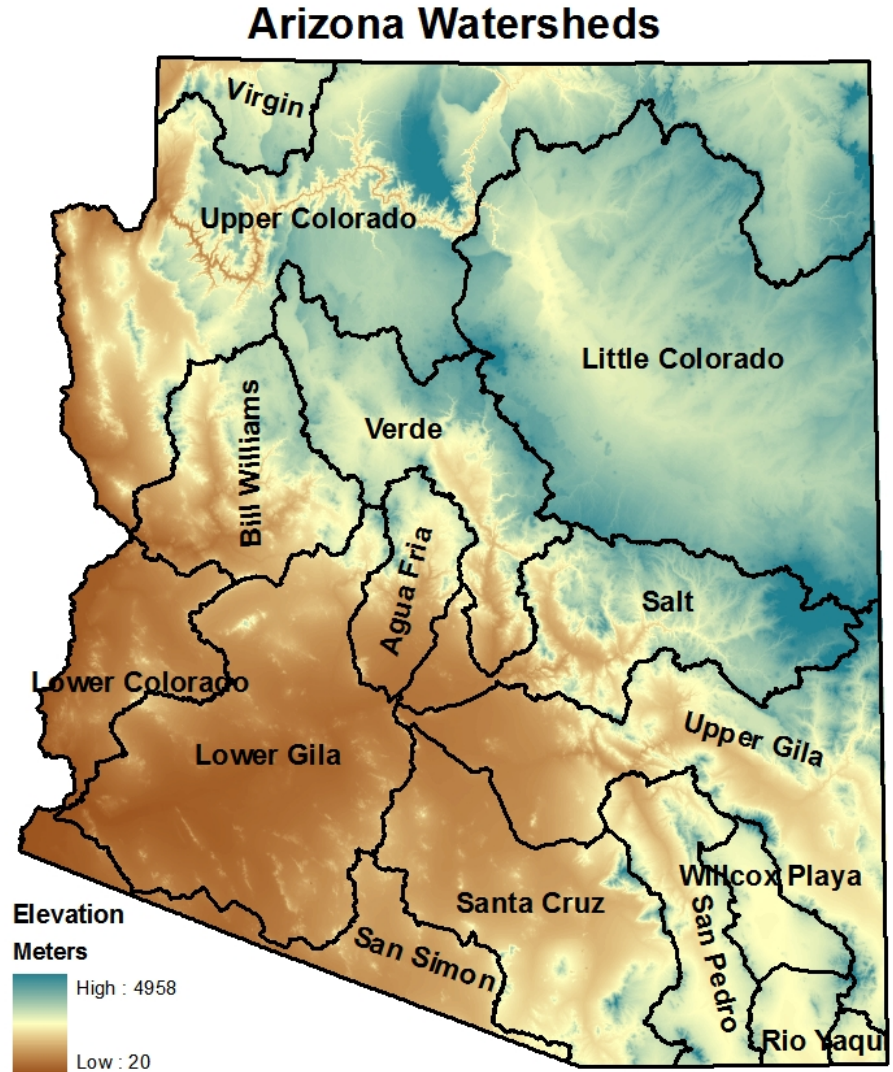 Arizona Watersheds
Virgin
Upper Colorado
Little Colorado
Bill Williams
Verde
Agua Fria
Salt
Lower Colorado
Lower Gila
Upper Gila
Willcox Playa
Santa Cruz
San Pedro
San Simon
Rio Yaqui
Elevation
Meters
High : 4958
Low : 20